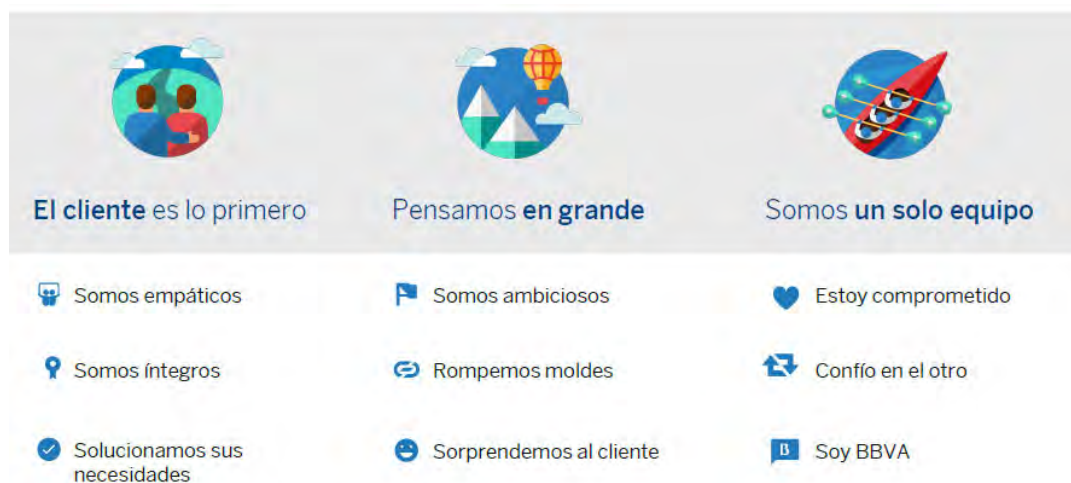 El cliente es lo primero
Pensamos en grande
Somos un solo equipo
Somos empáticos
Somos ambiciosos
Estoy comprometido
Somos íntegros
Rompemos moldes
Confío en el otro
Solucionamos sus
necesidades
Sorprendemos al cliente
Soy BBVA